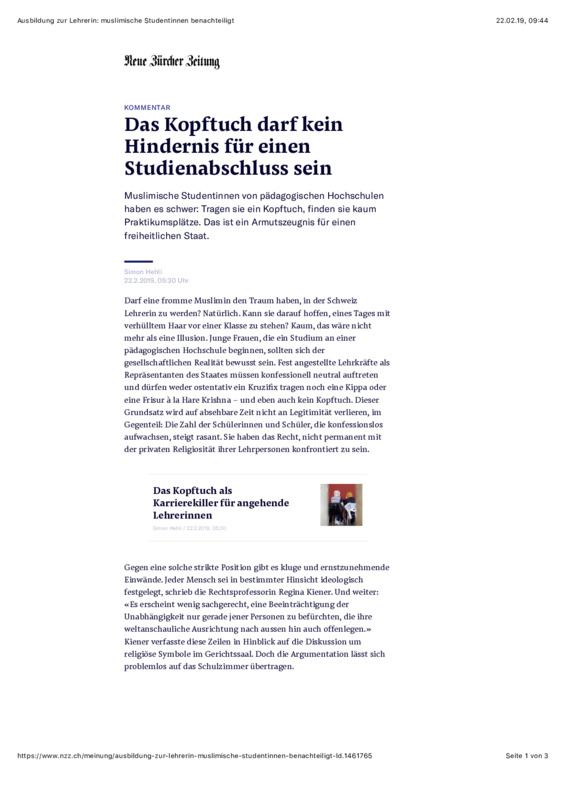 Ausbildung zur Lehrerin: muslimische Studentinnen benachteiligt
22.02.19, 09:44
Neue Zürcher Zeitung
KOMMENTAR
Das Kopftuch darf kein
Hindernis für einen
Studienabschluss sein
Muslimische Studentinnen von pädagogischen Hochschulen
haben es schwer: Tragen sie ein Kopftuch, finden sie kaum
Praktikumsplätze. Das ist ein Armutszeugnis für einen
freiheitlichen Staat.
Simon Hehli
22.2.2019, 05:30 Uhr
Darf eine fromme Muslimin den Traum haben, in der Schweiz
Lehrerin zu werden? Natürlich. Kann sie darauf hoffen, eines Tages mit
verhülltem Haar vor einer Klasse zu stehen? Kaum, das wäre nicht
mehr als eine Illusion. Junge Frauen, die ein Studium an einer
pädagogischen Hochschule beginnen, sollten sich der
gesellschaftlichen Realität bewusst sein. Fest angestellte Lehrkräfte als
Repräsentanten des Staates müssen konfessionell neutral auftreten
und dürfen weder ostentativ ein Kruzifix tragen noch eine Kippa oder
eine Frisur à la Hare Krishna – und eben auch kein Kopftuch. Dieser
Grundsatz wird auf absehbare Zeit nicht an Legitimität verlieren, im
Gegenteil: Die Zahl der Schülerinnen und Schüler, die konfessionslos
aufwachsen, steigt rasant. Sie haben das Recht, nicht permanent mit
der privaten Religiosität ihrer Lehrpersonen konfrontiert zu sein.
Das Kopftuch als
Karrierekiller für angehende
Lehrerinnen
Simon Hehli / 22.2.2019, 05:30
Gegen eine solche strikte Position gibt es kluge und ernstzunehmende
Einwände. Jeder Mensch sei in bestimmter Hinsicht ideologisch
festgelegt, schrieb die Rechtsprofessorin Regina Kiener. Und weiter:
«Es erscheint wenig sachgerecht, eine Beeinträchtigung der
Unabhängigkeit nur gerade jener Personen zu befürchten, die ihre
weltanschauliche Ausrichtung nach aussen hin auch offenlegen.»
Kiener verfasste diese Zeilen in Hinblick auf die Diskussion um
religiöse Symbole im Gerichtssaal. Doch die Argumentation lässt sich
problemlos auf das Schulzimmer übertragen.
https://www.nzz.ch/meinung/ausbildung-zur-lehrerin-muslimische-studentinnen-benachteiligt-ld.1461765
Seite 1 von 3